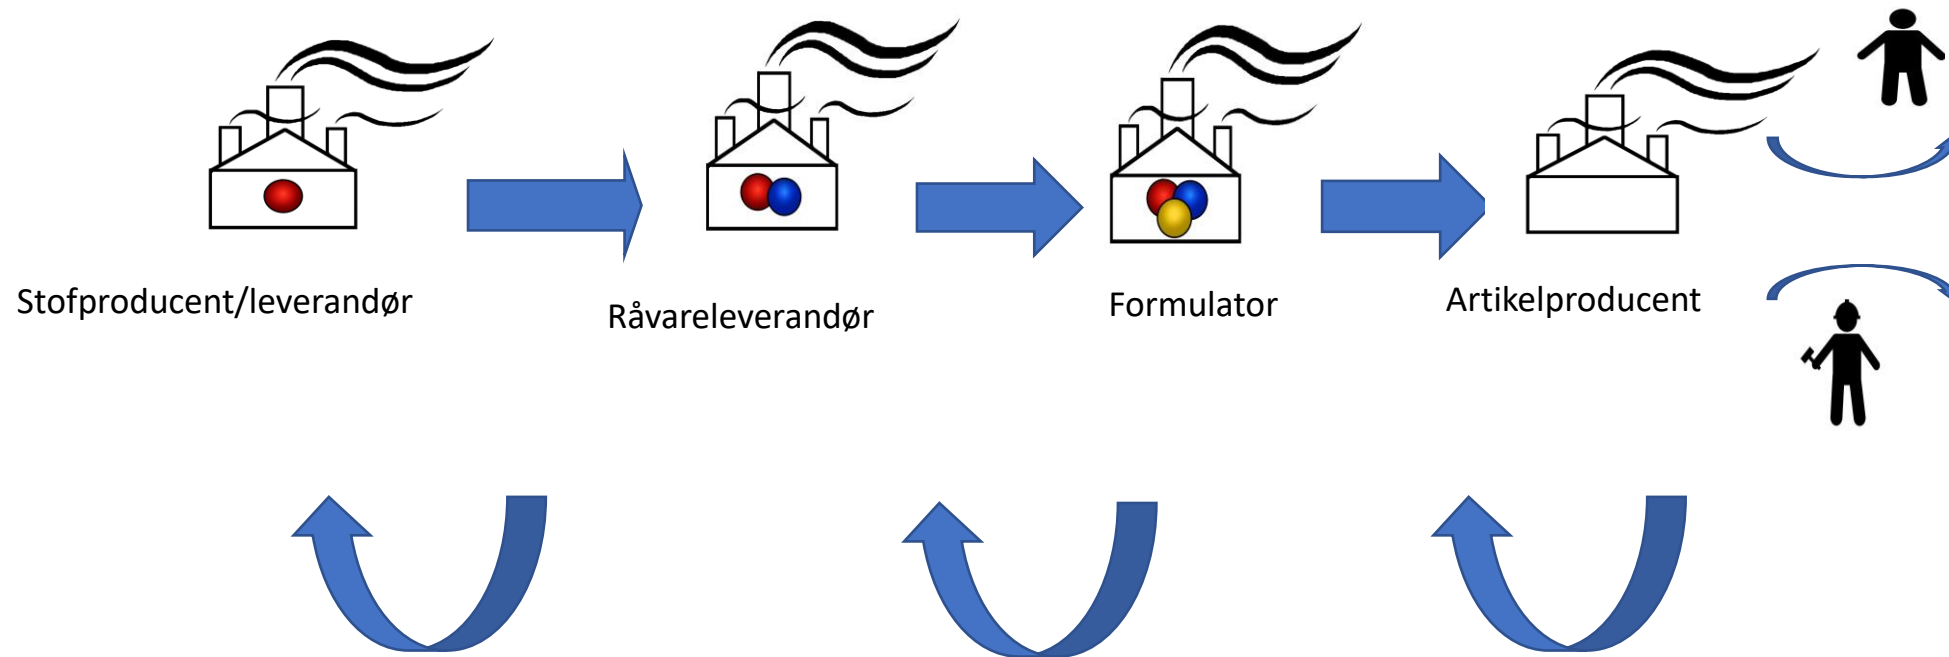 Stofproducent/leverandør
Råvareleverandør
Formulator
Artikelproducent